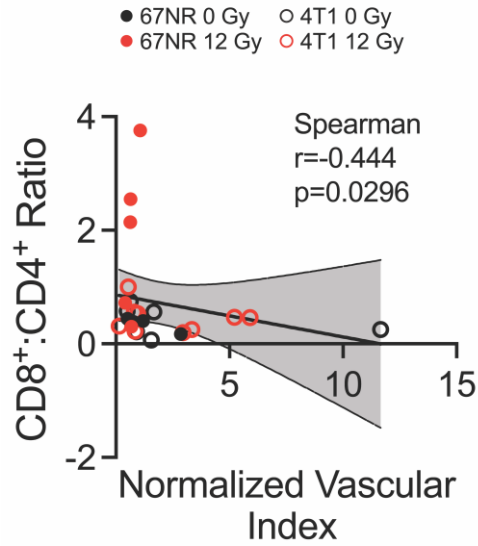 67NR 0 Gy 4T1 0 Gy
67NR 12 Gy 4T1 12 Gy
Spearman
r=-0.444
p=0.0296
CD8⁺:CD4⁺ Ratio
4
2
0
-2
5 10 15
Normalized Vascular
Index